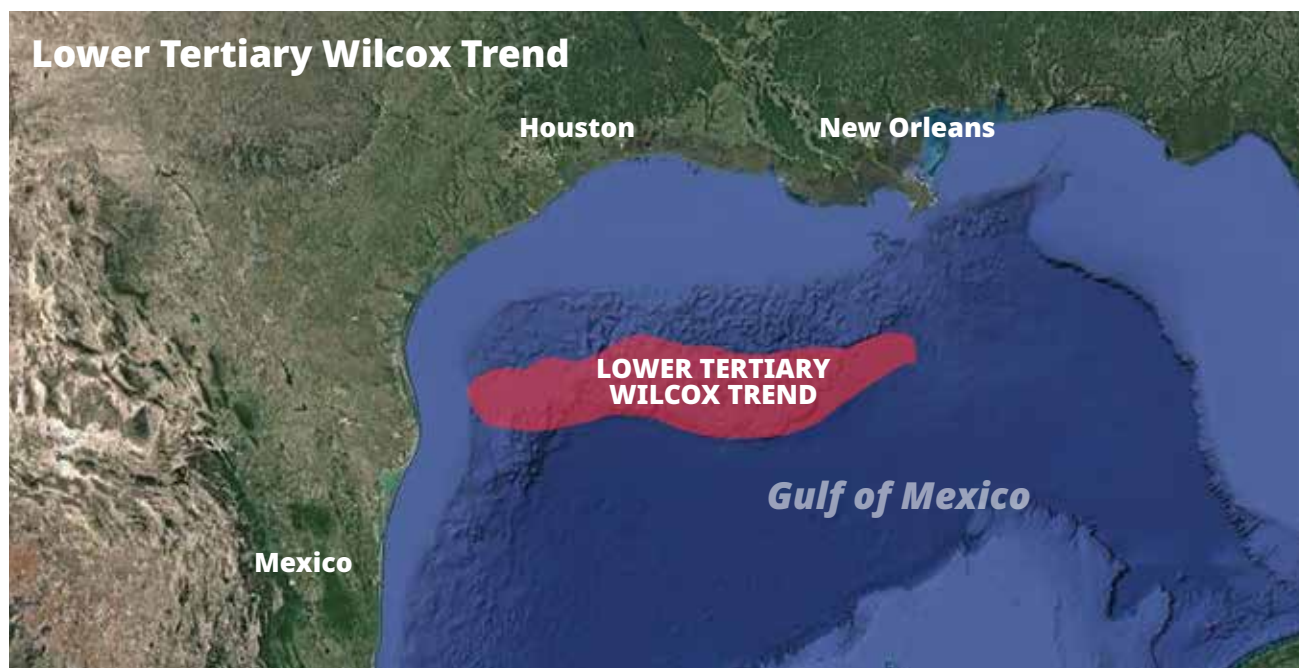 Lower Tertiary Wilcox Trend
Houston
New Orleans
LOWER TERTIARY
WILCOX TREND
Gulf of Mexico
Mexico